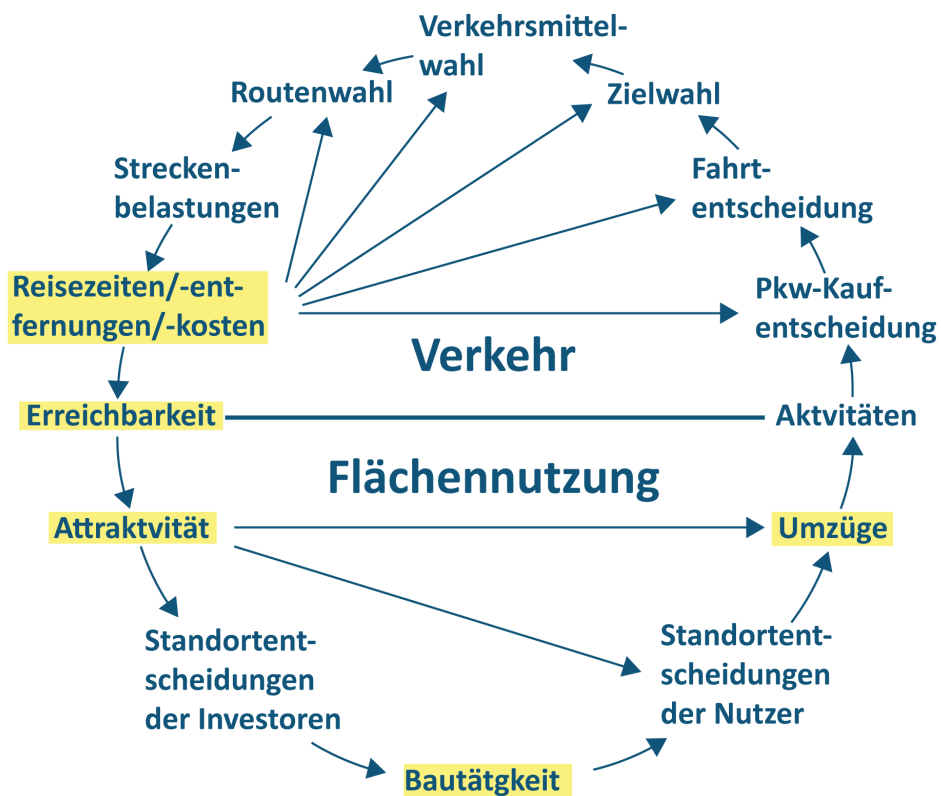 Verkehrsmittel-
wahl
Routenwahl
Zielwahl
Strecken-
belastungen
Fahrt-
entscheidung
Reisezeiten/-ent-
fernungen/-kosten
Pkw-Kauf-
entscheidung
Verkehr
Erreichbarkeit
Aktvitäten
Flächennutzung
Attraktvität
Umzüge
Standortent-
scheidungen
der Investoren
Standortent-
scheidungen
der Nutzer
Bautätgkeit